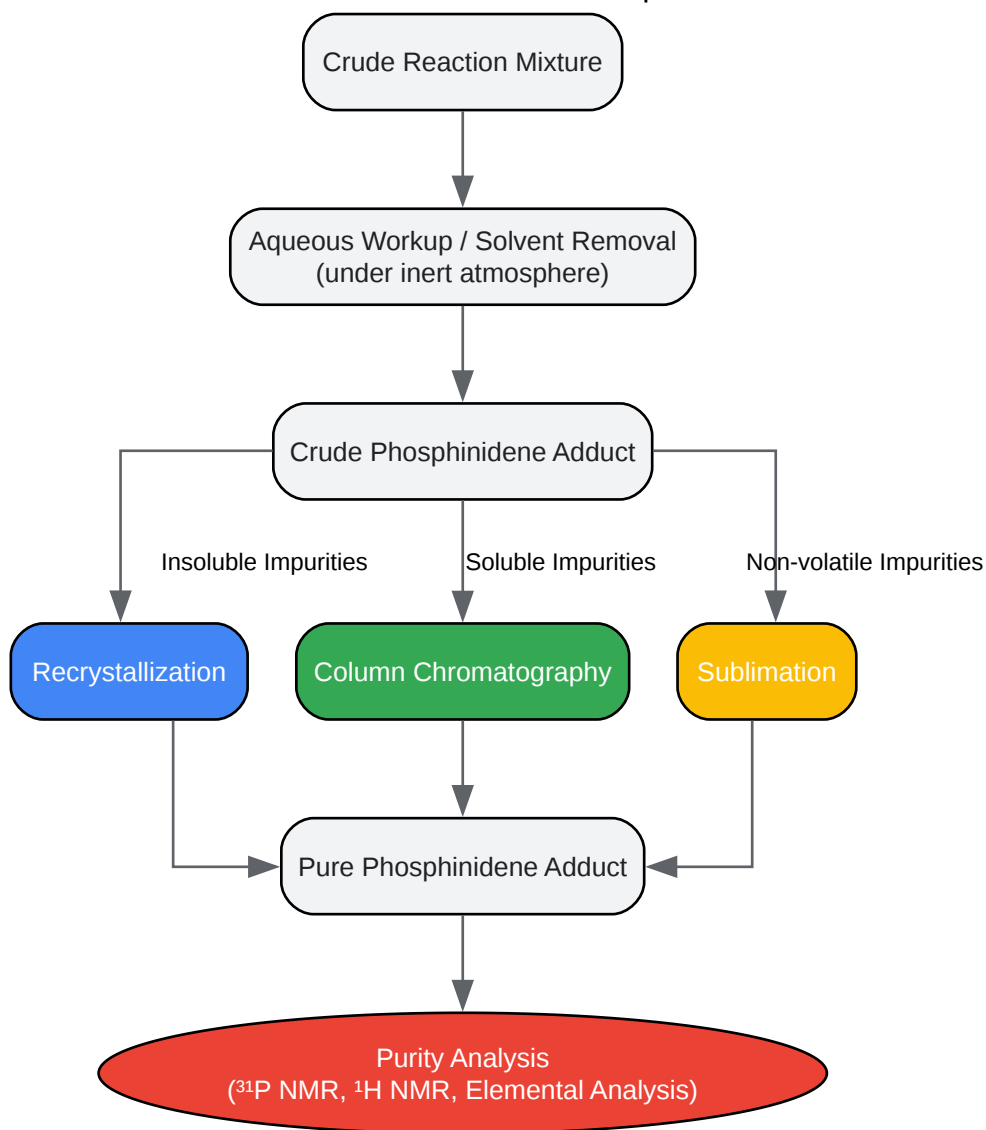 Crude Reaction Mixture
Aqueous Workup / Solvent Removal
(under inert atmosphere)
Crude Phosphinidene Adduct
Insoluble Impurities
Soluble Impurities
Non-volatile Impurities
Recrystallization
Column Chromatography
Sublimation
Pure Phosphinidene Adduct
Purity Analysis
(³¹P NMR, ¹H NMR, Elemental Analysis)